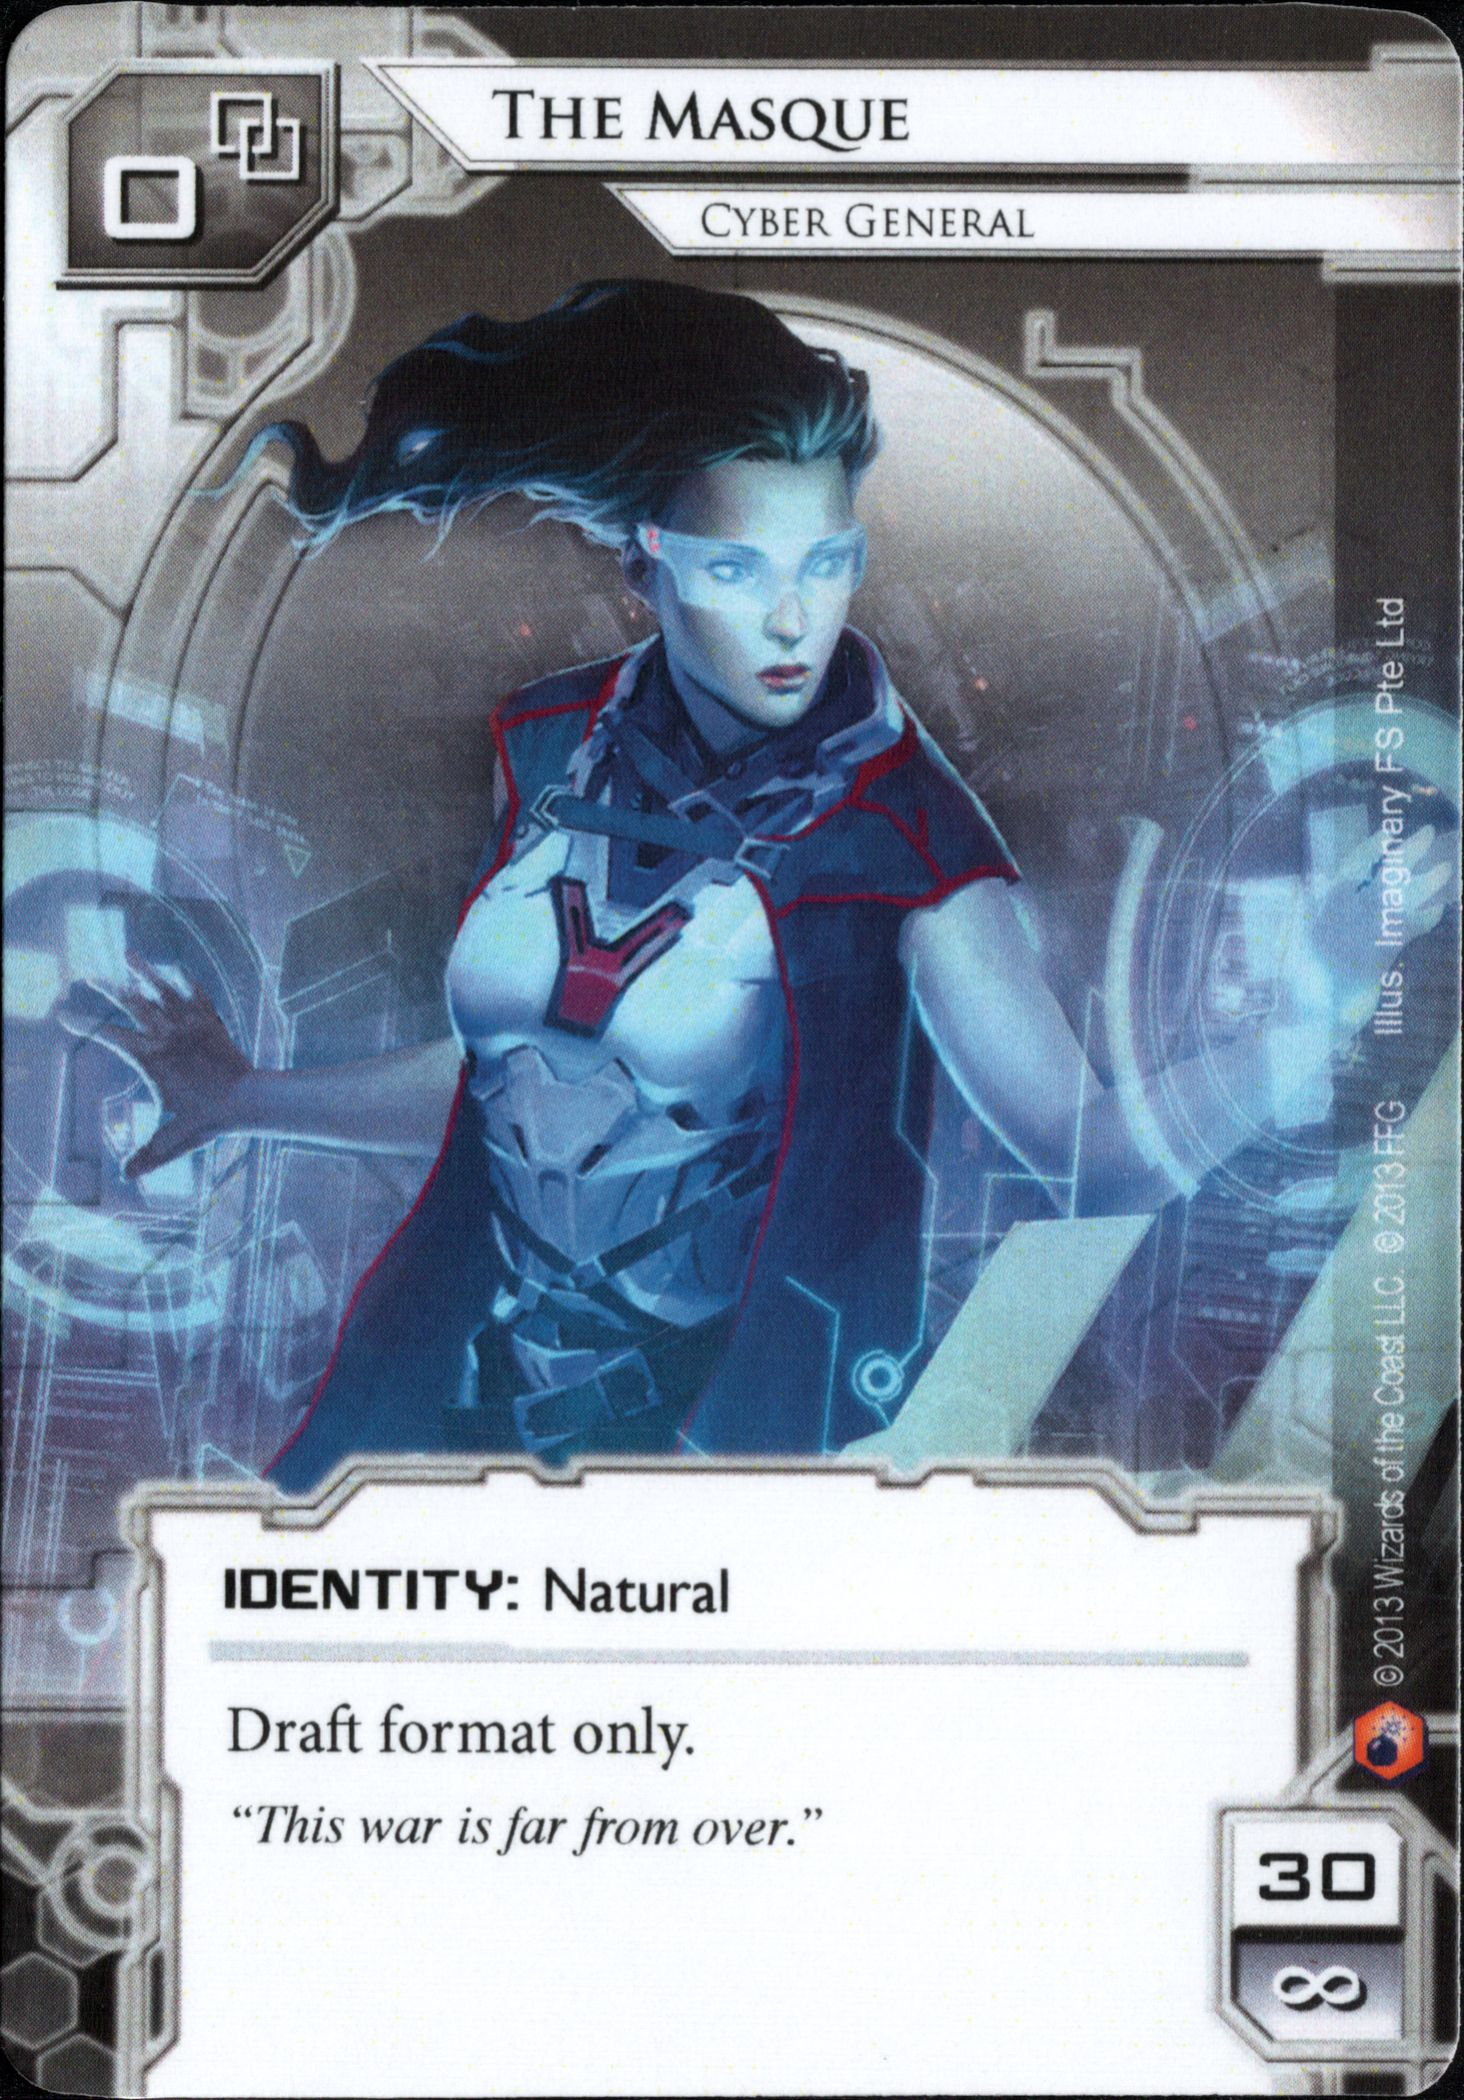 0
The Masque
Cyber General
Illus. Imaginary FS Pte Ltd
© 2013 Wizards of the Coast LLC. © 2013 FFG
IDENTITY: Natural
Draft format only.
“This war is far from over.”
30
∞